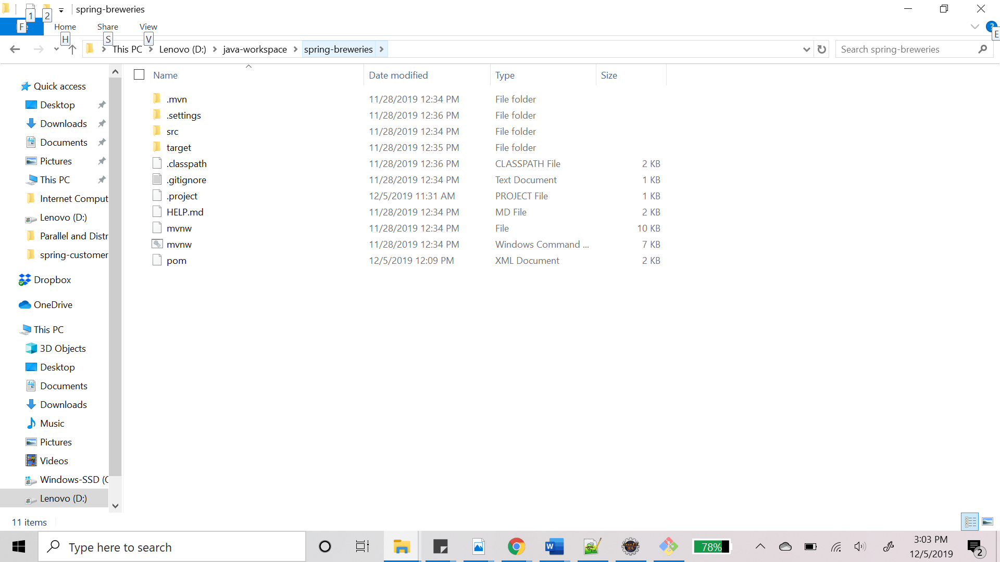 1 2 spring-breweries
F Home Share View
H S V E
This PC Lenovo (D:) java-workspace spring-breweries Search spring-breweries
Name Date modified Type Size
Quick access
Desktop
Downloads
Documents
Pictures
This PC
Internet Comput
Lenovo (D:)
Parallel and Distr
spring-customer
Dropbox
OneDrive
This PC
3D Objects
Desktop
Documents
Downloads
Music
Pictures
Videos
Windows-SSD (C
Lenovo (D:)
.mvn 11/28/2019 12:34 PM File folder
.settings 11/28/2019 12:36 PM File folder
src 11/28/2019 12:34 PM File folder
target 11/28/2019 12:35 PM File folder
.classpath 11/28/2019 12:36 PM CLASSPATH File 2 KB
.gitignore 11/28/2019 12:34 PM Text Document 1 KB
.project 12/5/2019 11:31 AM PROJECT File 1 KB
HELP.md 11/28/2019 12:34 PM MD File 2 KB
mvnw 11/28/2019 12:34 PM File 10 KB
mvnw 11/28/2019 12:34 PM Windows Command ... 7 KB
pom 12/5/2019 12:09 PM XML Document 2 KB
11 items
Type here to search
78%
3:03 PM
12/5/2019
2